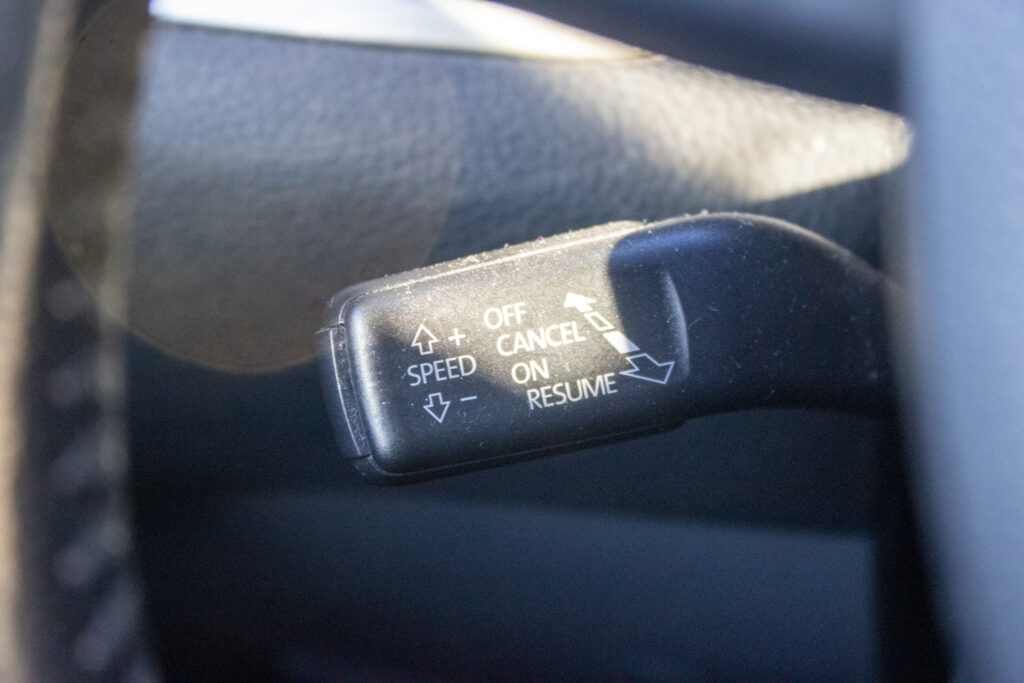 +
SPEED
−
OFF
CANCEL
ON
RESUME